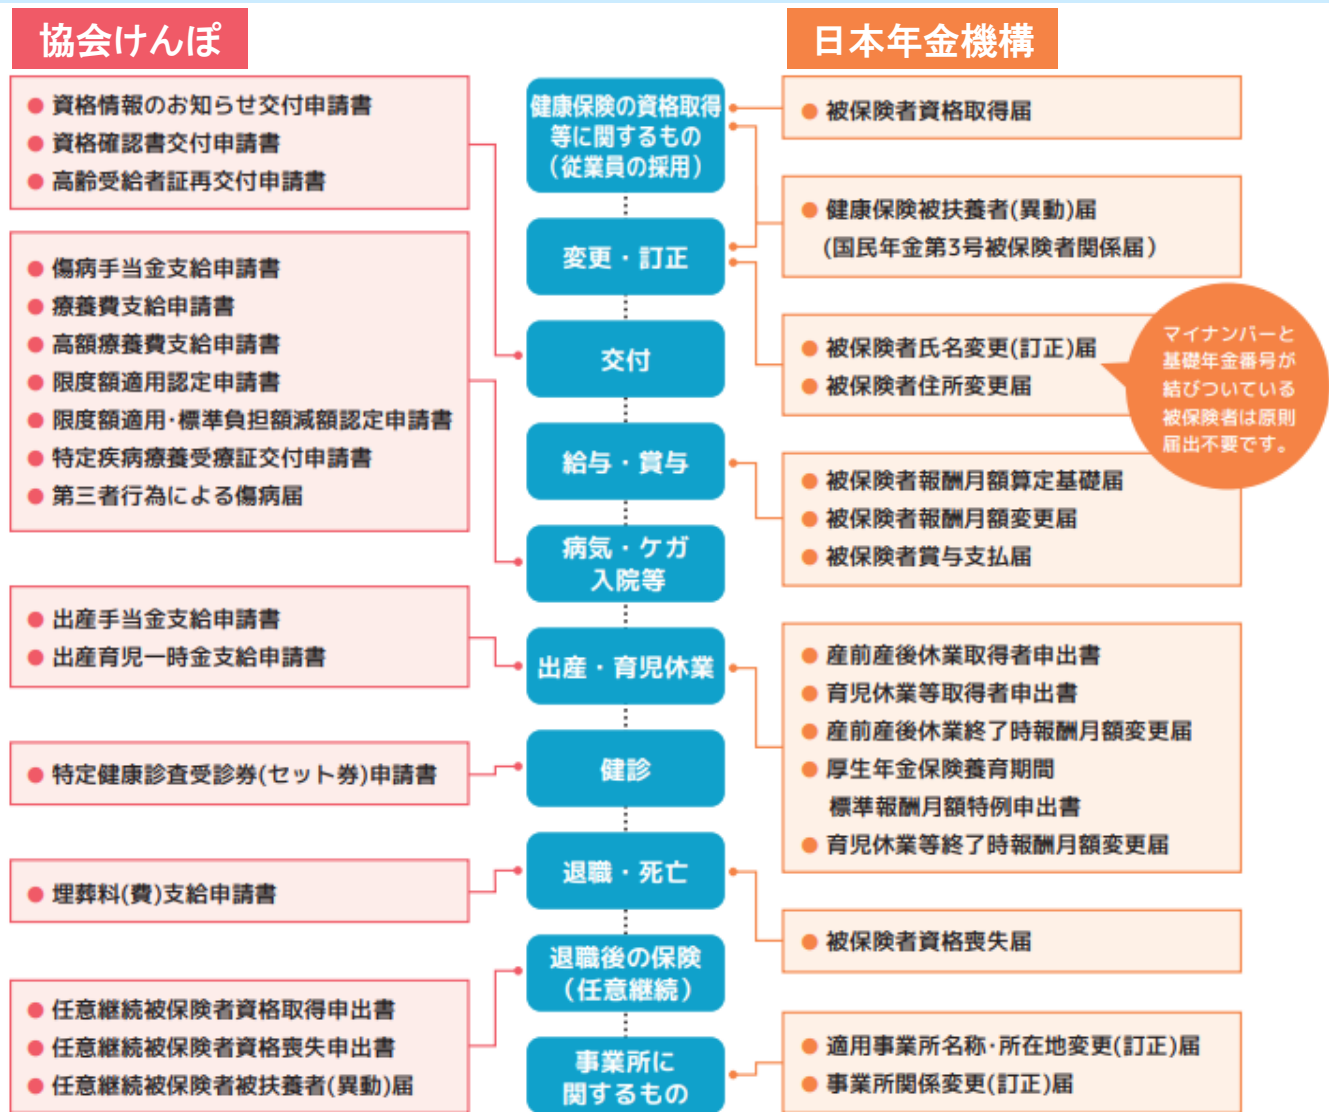 協会けんぽ
資格情報のお知らせ交付申請書
資格確認書交付申請書
高齢受給者証再交付申請書
傷病手当金支給申請書
療養費支給申請書
高額療養費支給申請書
限度額適用認定申請書
限度額適用・標準負担額減額認定申請書
特定疾病療養受療証交付申請書
第三者行為による傷病届
出産手当金支給申請書
出産育児一時金支給申請書
特定健康診査受診券(セット券)申請書
埋葬料(費)支給申請書
任意継続被保険者資格取得申出書
任意継続被保険者資格喪失申出書
任意継続被保険者被扶養者(異動)届
健康保険の資格取得
等に関するもの
（従業員の採用）
変更・訂正
交付
給与・賞与
病気・ケガ
入院等
出産・育児休業
健診
退職・死亡
退職後の保険
（任意継続）
事業所に
関するもの
日本年金機構
被保険者資格取得届
健康保険被扶養者(異動)届
(国民年金第3号被保険者関係届）
被保険者氏名変更(訂正)届
被保険者住所変更届
マイナンバーと
基礎年金番号が
結びついている
被保険者は原則
届出不要です。
被保険者報酬月額算定基礎届
被保険者報酬月額変更届
被保険者賞与支払届
産前産後休業取得者申出書
育児休業等取得者申出書
産前産後休業終了時報酬月額変更届
厚生年金保険養育期間
標準報酬月額特例申出書
育児休業等終了時報酬月額変更届
被保険者資格喪失届
適用事業所名称・所在地変更(訂正)届
事業所関係変更(訂正)届